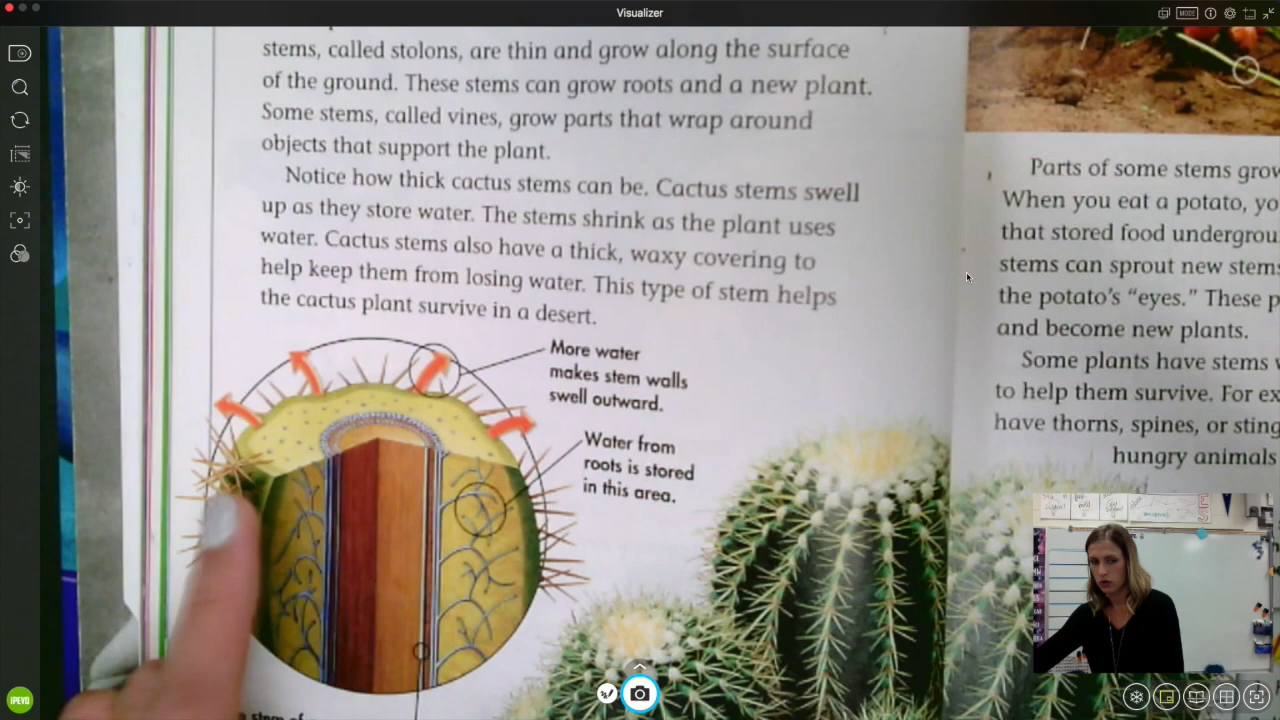 Visualizer
MODE
stems, called stolons, are thin and grow along the surface
of the ground. These stems can grow roots and a new plant.
Some stems, called vines, grow parts that wrap around
objects that support the plant.
Notice how thick cactus stems can be. Cactus stems swell
up as they store water. The stems shrink as the plant uses
water. Cactus stems also have a thick, waxy covering to
help keep them from losing water. This type of stem helps
the cactus plant survive in a desert.
More water
makes stem walls
swell outward.
Water from
roots is stored
in this area.
Parts of some stems grow
When you eat a potato, yo
that stored food undergrou
stems can sprout new stem
the potato's “eyes.” These p
and become new plants.
Some plants have stems
to help them survive. For ex
have thorns, spines, or sting
hungry animals
IPEVO